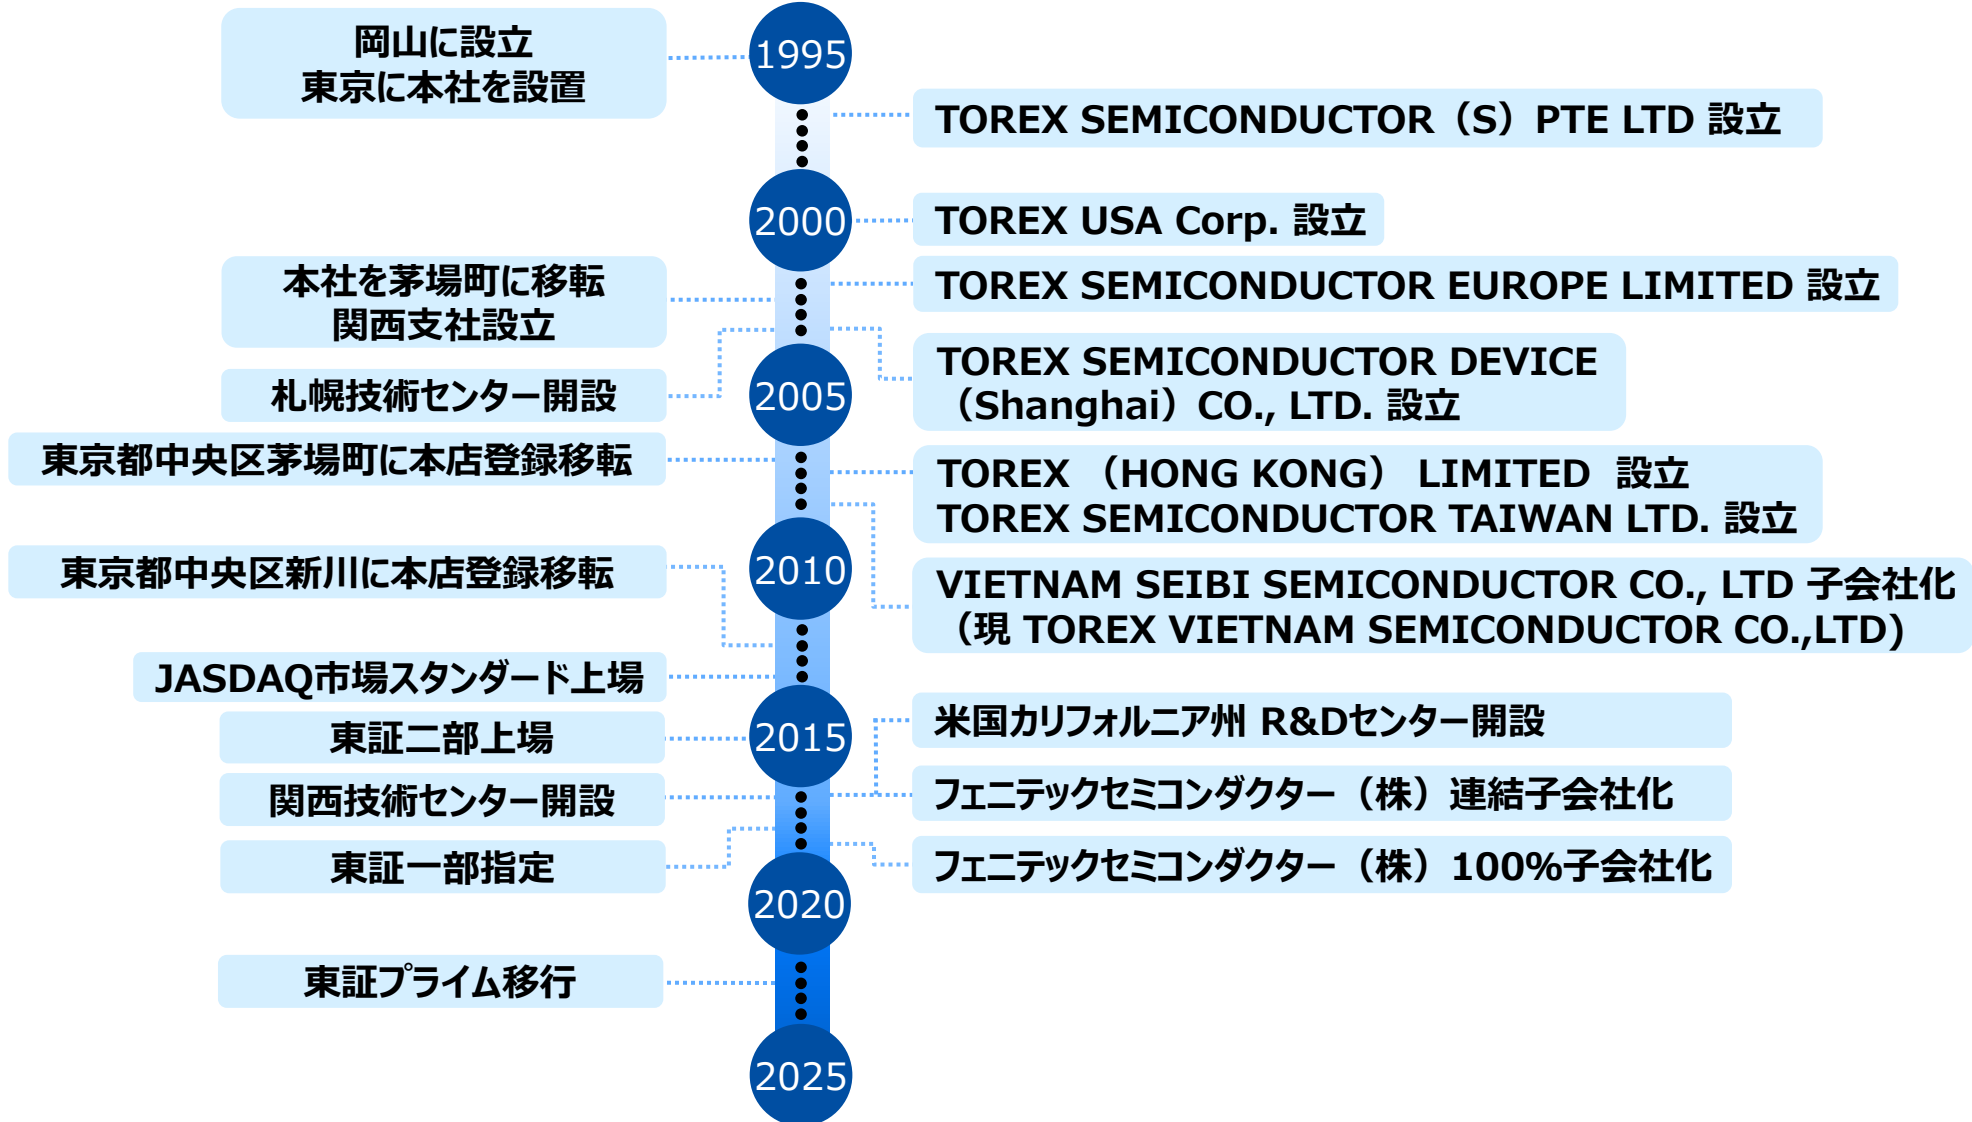 岡山に設立
東京に本社を設置
1995
TOREX SEMICONDUCTOR（S）PTE LTD 設立
2000
TOREX USA Corp. 設立
本社を茅場町に移転
関西支社設立
TOREX SEMICONDUCTOR EUROPE LIMITED 設立
札幌技術センター開設
2005
TOREX SEMICONDUCTOR DEVICE
（Shanghai）CO., LTD. 設立
東京都中央区茅場町に本店登録移転
TOREX （HONG KONG） LIMITED 設立
TOREX SEMICONDUCTOR TAIWAN LTD. 設立
東京都中央区新川に本店登録移転
2010
VIETNAM SEIBI SEMICONDUCTOR CO., LTD 子会社化
（現 TOREX VIETNAM SEMICONDUCTOR CO.,LTD)
JASDAQ市場スタンダード上場
東証二部上場
2015
米国カリフォルニア州 R&Dセンター開設
関西技術センター開設
フェニテックセミコンダクター（株）連結子会社化
東証一部指定
フェニテックセミコンダクター（株）100%子会社化
2020
東証プライム移行
2025